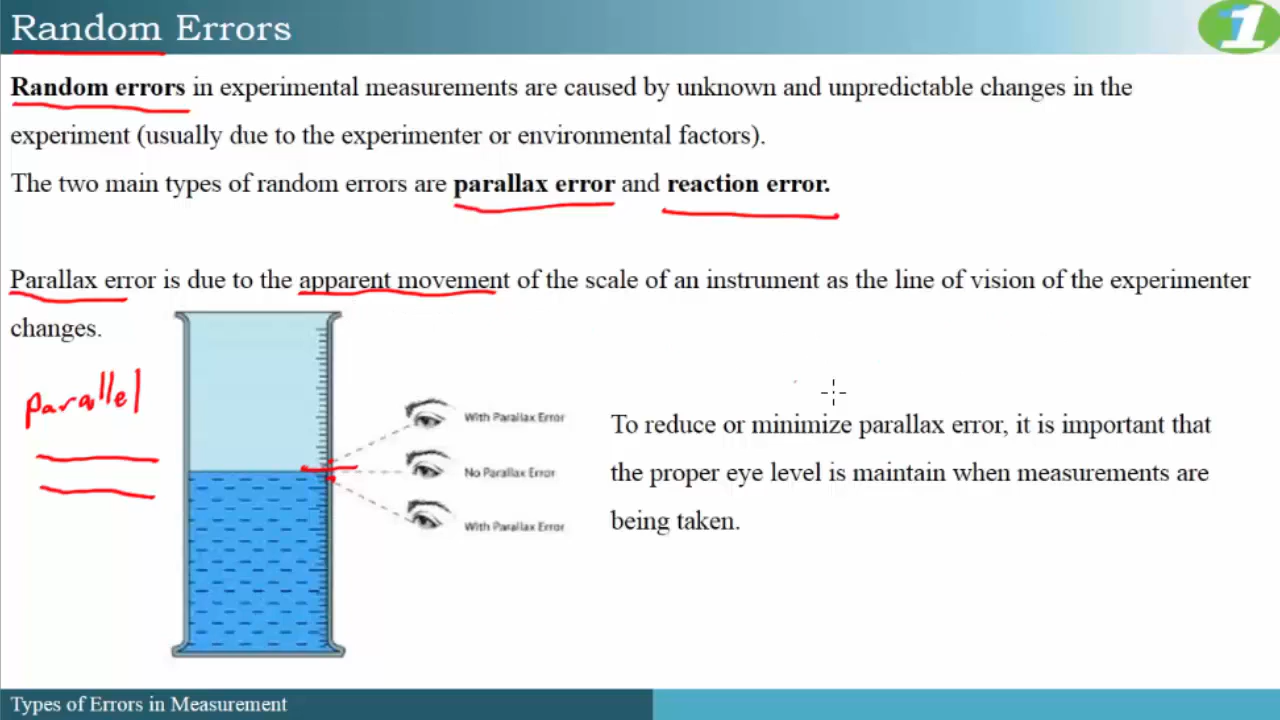 Random Errors
1
Random errors in experimental measurements are caused by unknown and unpredictable changes in the
experiment (usually due to the experimenter or environmental factors).
The two main types of random errors are parallax error and reaction error.
Parallax error is due to the apparent movement of the scale of an instrument as the line of vision of the experimenter
changes.
parallel
With Parallax Error
No Parallax Error
With Parallax Error
To reduce or minimize parallax error, it is important that
the proper eye level is maintain when measurements are
being taken.
Types of Errors in Measurement